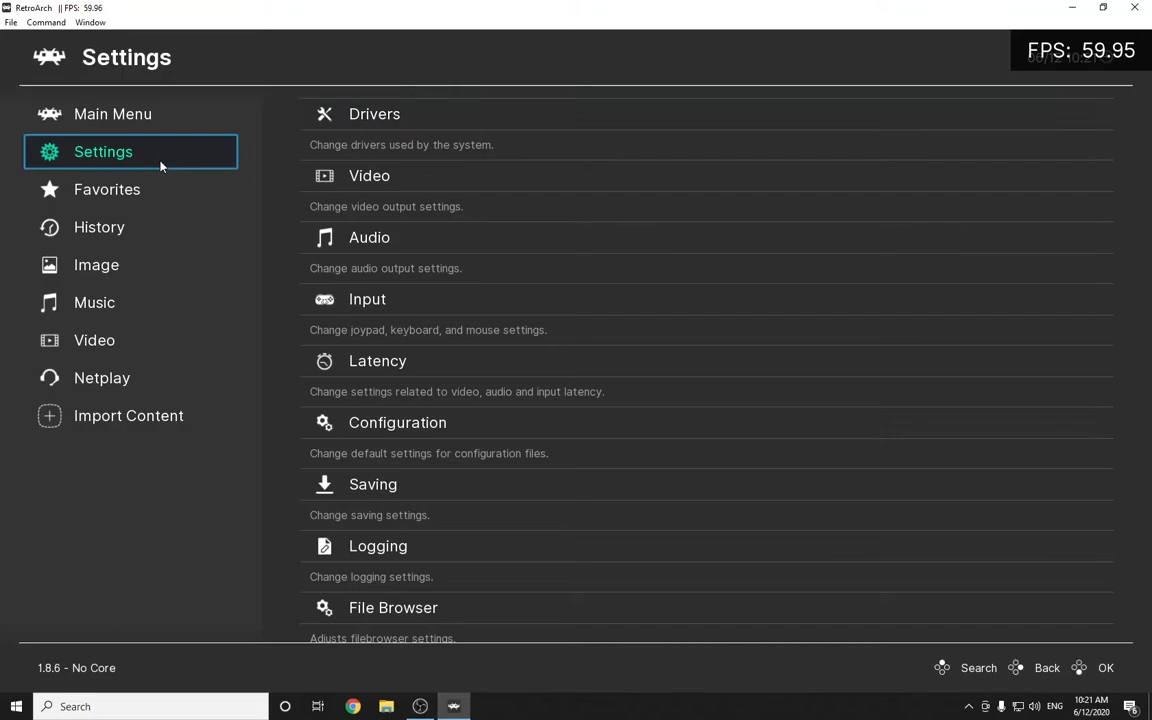 RetroArch || FPS: 59.96
File Command Window
Settings
FPS: 59.95
Main Menu
Settings
Favorites
History
Image
Music
Video
Netplay
Import Content
Drivers
Change drivers used by the system.
Video
Change video output settings.
Audio
Change audio output settings.
Input
Change joypad, keyboard, and mouse settings.
Latency
Change settings related to video, audio and input latency.
Configuration
Change default settings for configuration files.
Saving
Change saving settings.
Logging
Change logging settings.
File Browser
Adjusts filebrowser settings.
1.8.6 - No Core
Search Back OK
Search
ENG
10:21 AM
6/12/2020
6